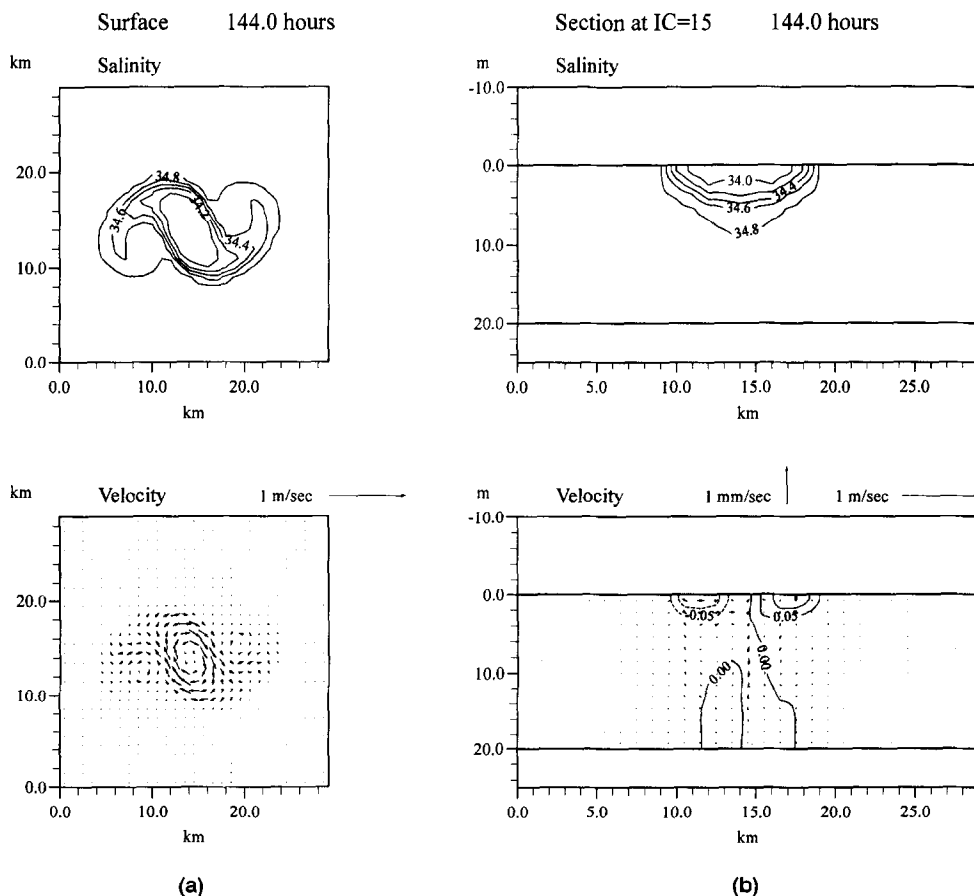 Surface 144.0 hours
km Salinity
34.8
34.6
34.2
34.4
20.0
10.0
0.0
0.0 10.0 20.0
km
Section at IC=15 144.0 hours
m Salinity
-10.0
0.0
34.0
34.4
34.6
34.8
10.0
20.0
0.0 5.0 10.0 15.0 20.0 25.0
km
km Velocity 1 m/sec
20.0
10.0
0.0
0.0 10.0 20.0
km
(a)
m Velocity 1 mm/sec 1 m/sec
-10.0
0.0
-0.05 0.05
0.00 0.00
10.0
20.0
0.0 5.0 10.0 15.0 20.0 25.0
km
(b)